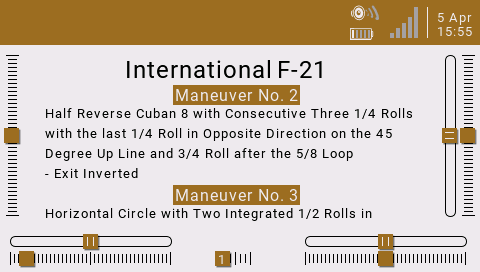 5 Apr
15:55
International F-21
Maneuver No. 2
Half Reverse Cuban 8 with Consecutive Three 1/4 Rolls
with the last 1/4 Roll in Opposite Direction on the 45
Degree Up Line and 3/4 Roll after the 5/8 Loop
- Exit Inverted
Maneuver No. 3
Horizontal Circle with Two Integrated 1/2 Rolls in
1